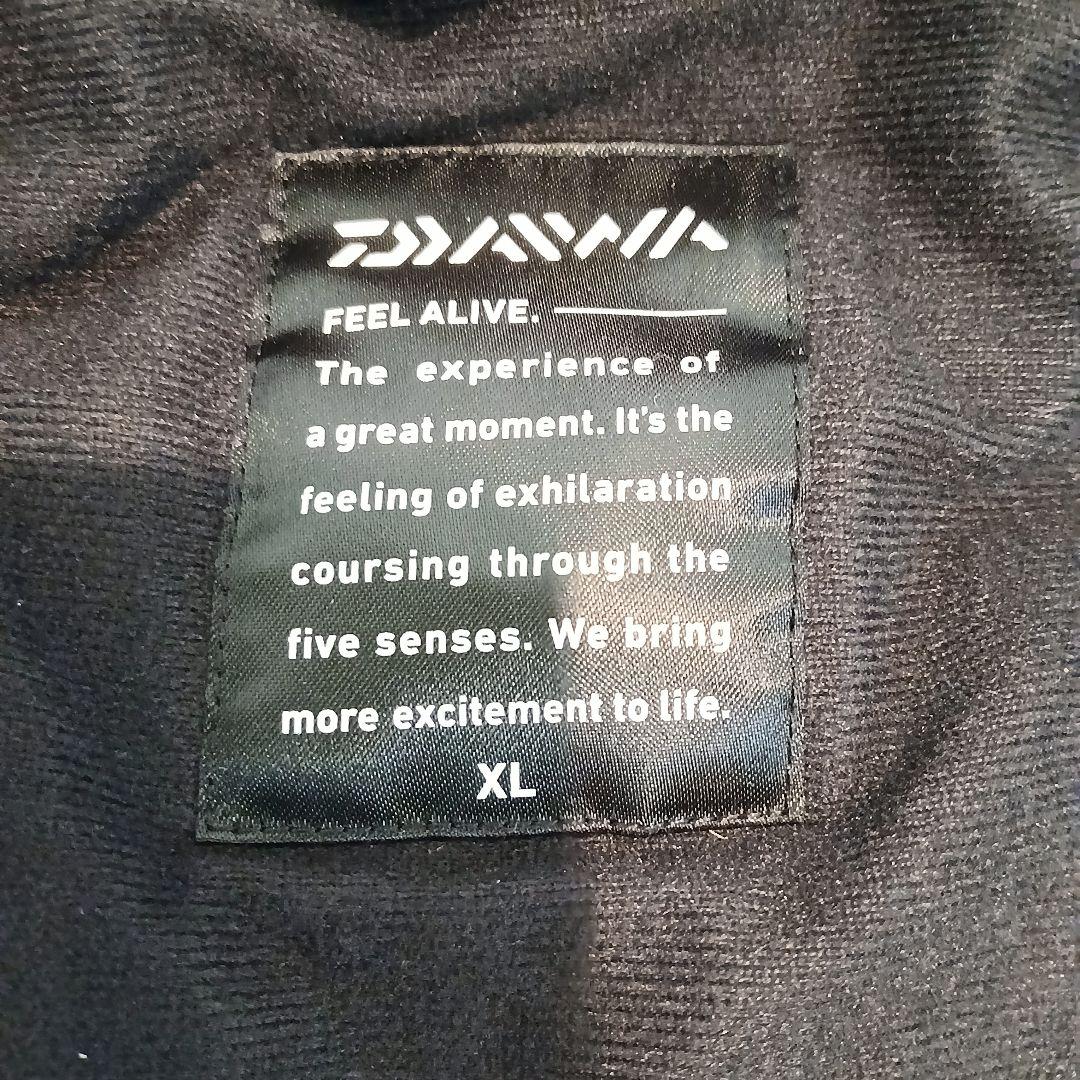 DAIWA
FEEL ALIVE.
The experience of
a great moment. It's the
feeling of exhilaration
coursing through the
five senses. We bring
more excitement to life.
XL